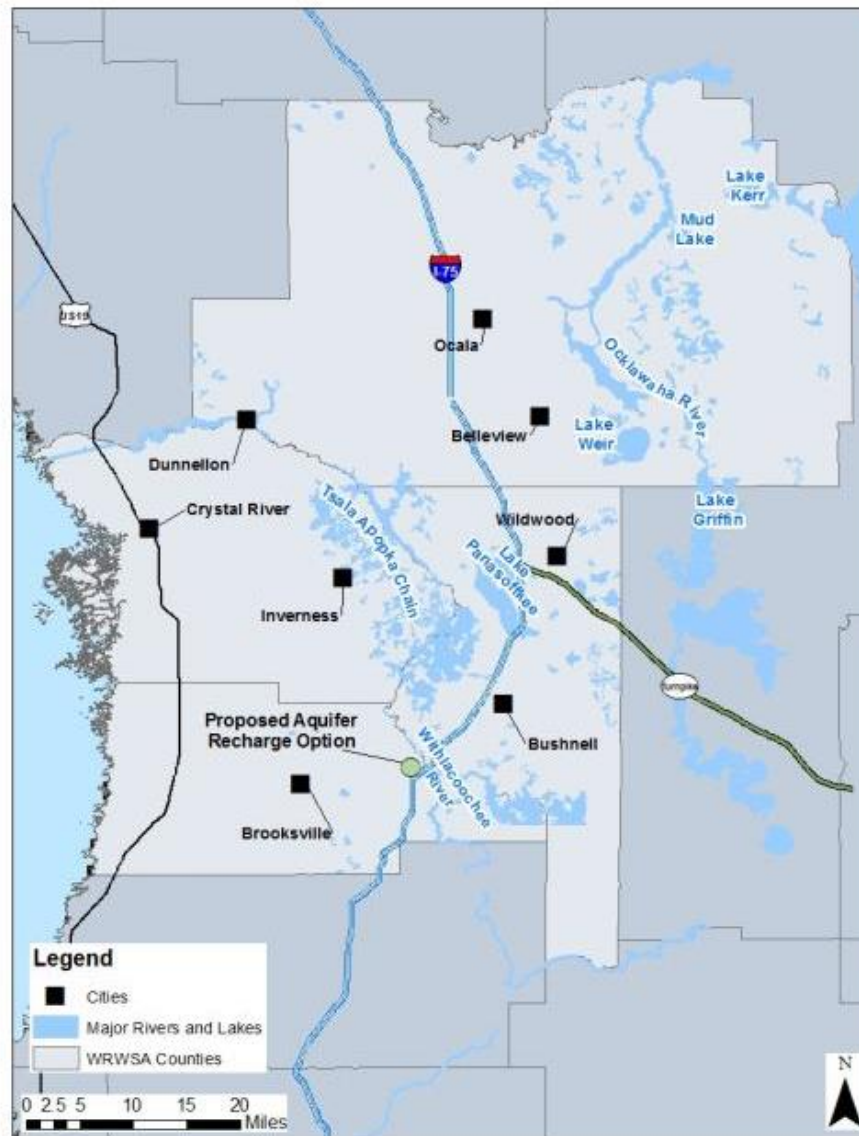 Lake
Kerr
Mud
Lake
I-75
US19
Ocala
Ocklawaha River
Dunnellon
Belleview
Lake
Weir
Crystal River
Tsala Apopka Chain
Wildwood
Lake
Griffin
Lake
Panasoffkee
Inverness
Turnpike
Proposed Aquifer
Recharge Option
Bushnell
Withlacoochee
River
Brooksville
Legend
Cities
Major Rivers and Lakes
WRWSA Counties
N
0 2.5 5 10 15 20
Miles